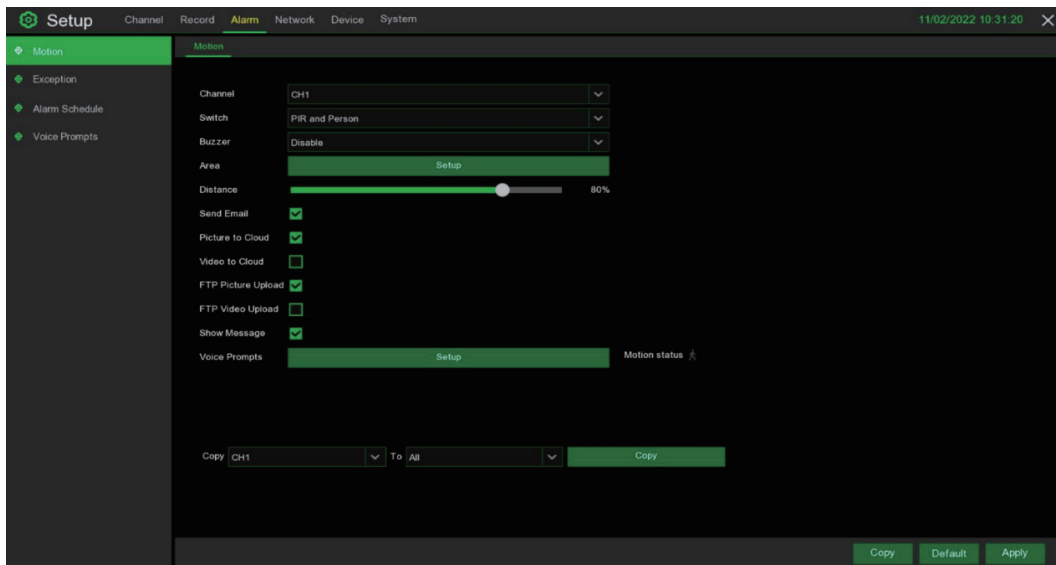 Setup Channel Record Alarm Network Device System 11/02/2022 10:31:20
Motion
Exception
Alarm Schedule
Voice Prompts
Motion
Channel CH1
Switch PIR and Person
Buzzer Disable
Area Setup
Distance 80%
Send Email
Picture to Cloud
Video to Cloud
FTP Picture Upload
FTP Video Upload
Show Message
Voice Prompts Setup Motion status
Copy CH1 To All Copy
Copy Default Apply